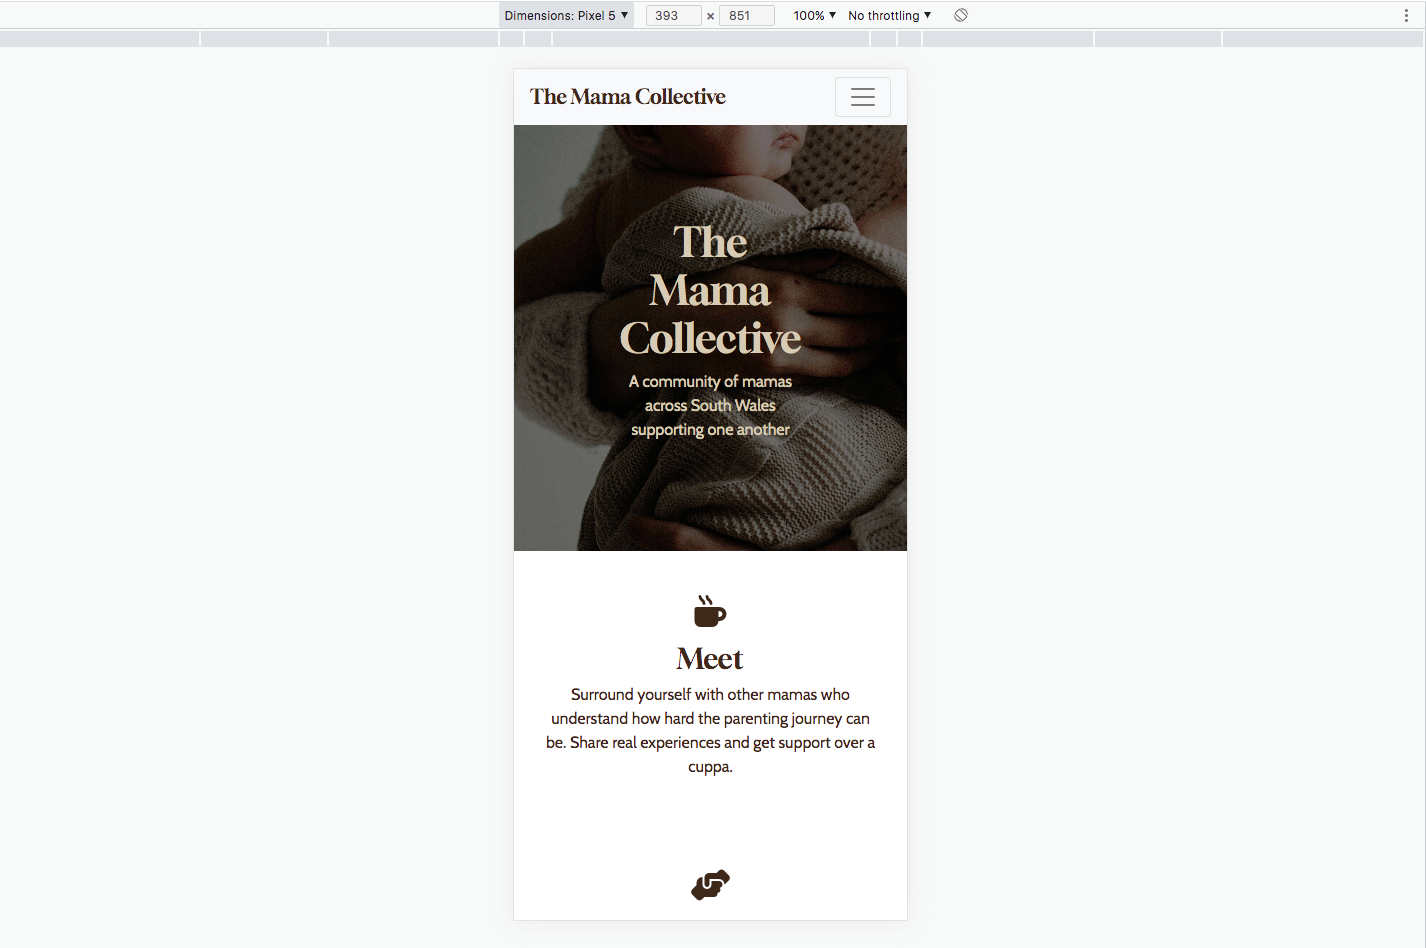 Dimensions: Pixel 5 ▼ 393 × 851 100% ▼ No throttling ▼
The Mama Collective
The
Mama
Collective
A community of mamas
across South Wales
supporting one another
Meet
Surround yourself with other mamas who
understand how hard the parenting journey can
be. Share real experiences and get support over a
cuppa.